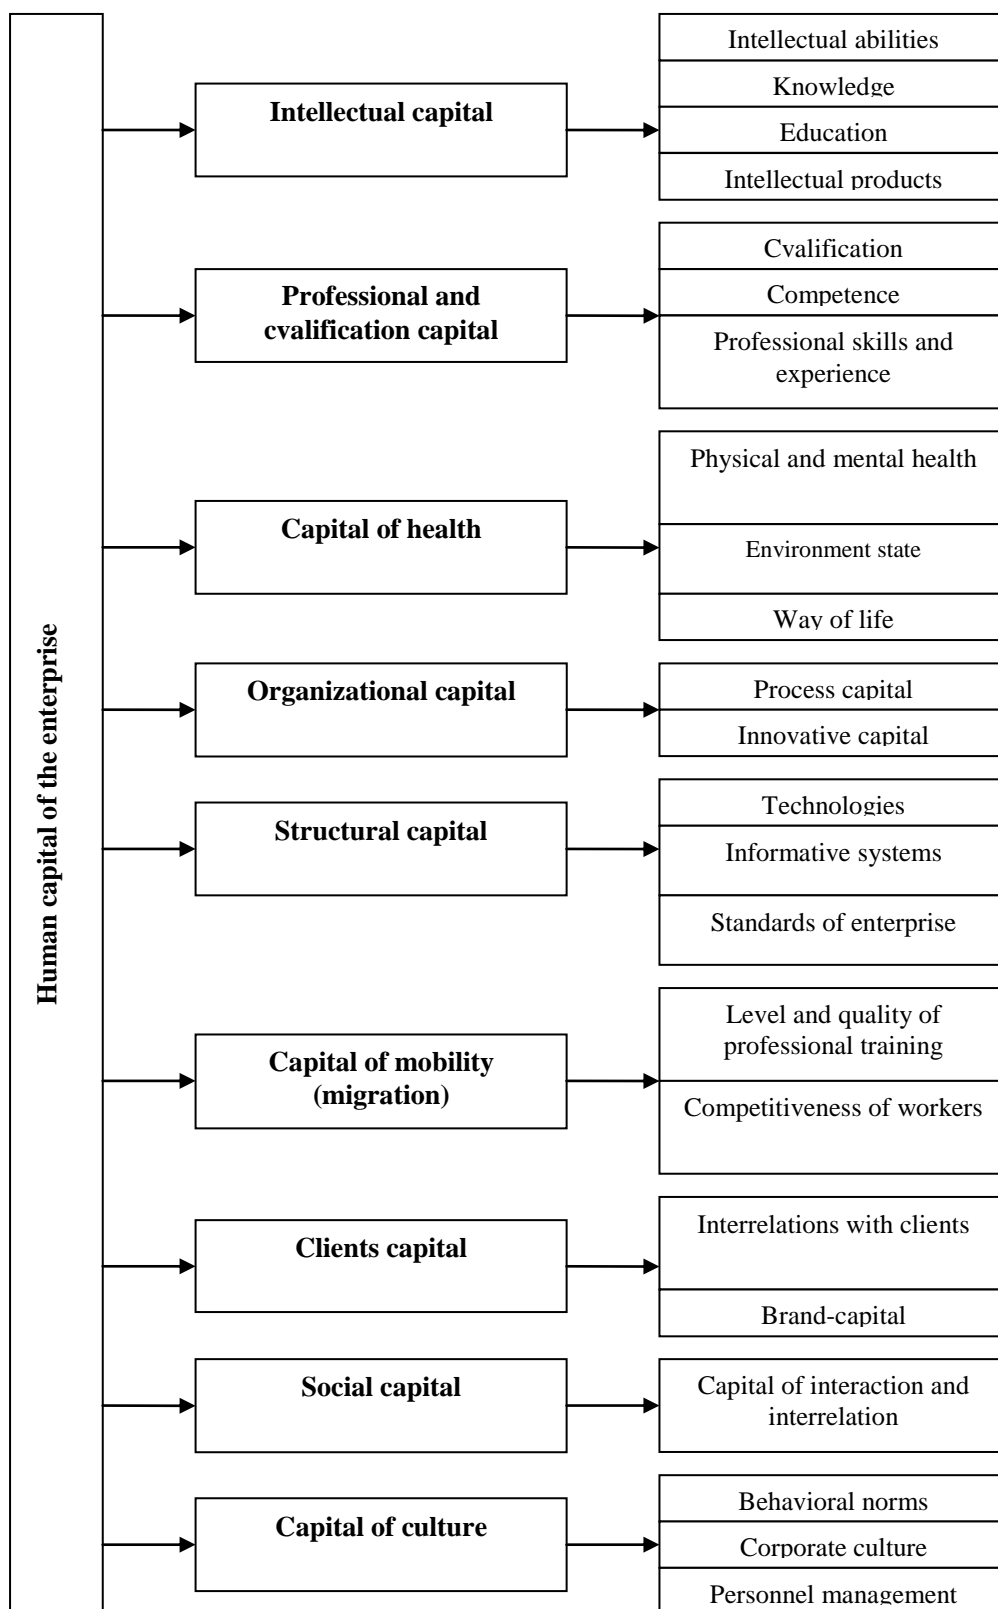 Human capital of the enterprise
Intellectual capital
Intellectual abilities
Knowledge
Education
Intellectual products
Professional and
cvalification capital
Cvalification
Competence
Professional skills and
experience
Capital of health
Physical and mental health
Environment state
Way of life
Organizational capital
Process capital
Innovative capital
Structural capital
Technologies
Informative systems
Standards of enterprise
Capital of mobility
(migration)
Level and quality of
professional training
Competitiveness of workers
Clients capital
Interrelations with clients
Brand-capital
Social capital
Capital of interaction and
interrelation
Capital of culture
Behavioral norms
Corporate culture
Personnel management